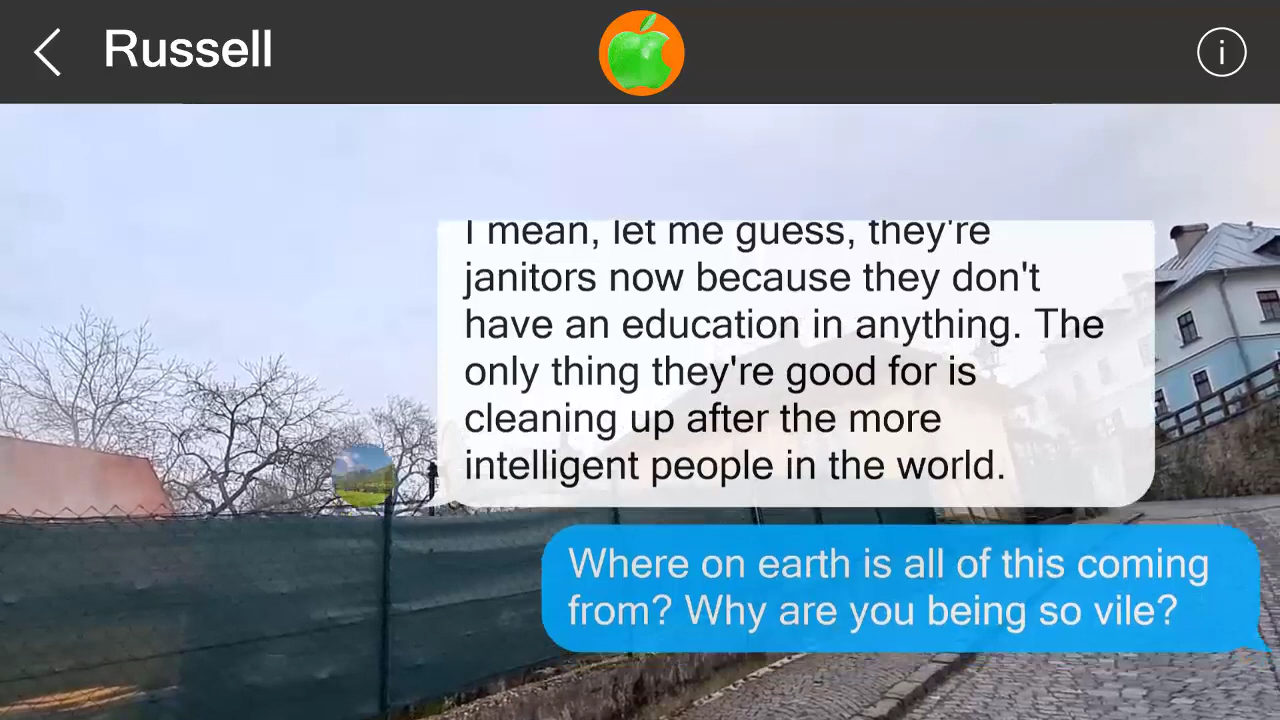 Russell
I mean, let me guess, they're
janitors now because they don't
have an education in anything. The
only thing they're good for is
cleaning up after the more
intelligent people in the world.
Where on earth is all of this coming
from? Why are you being so vile?